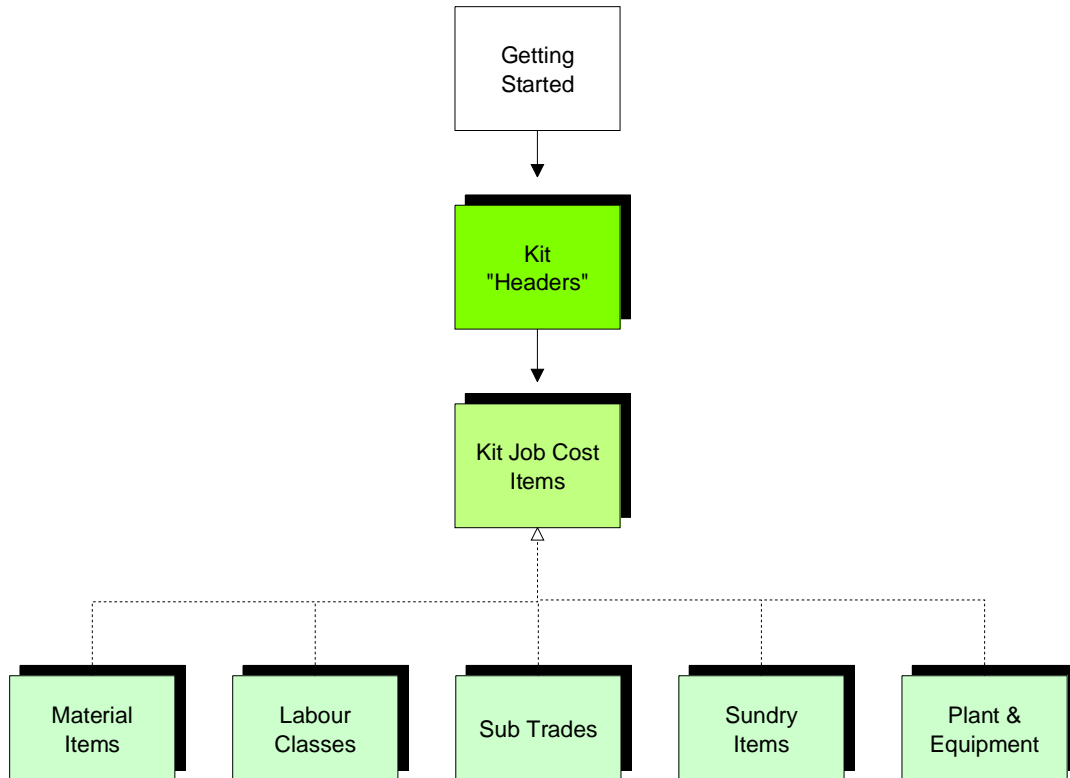 Getting
Started
Kit
"Headers"
Kit Job Cost
Items
Material
Items
Labour
Classes
Sub Trades
Sundry
Items
Plant &
Equipment